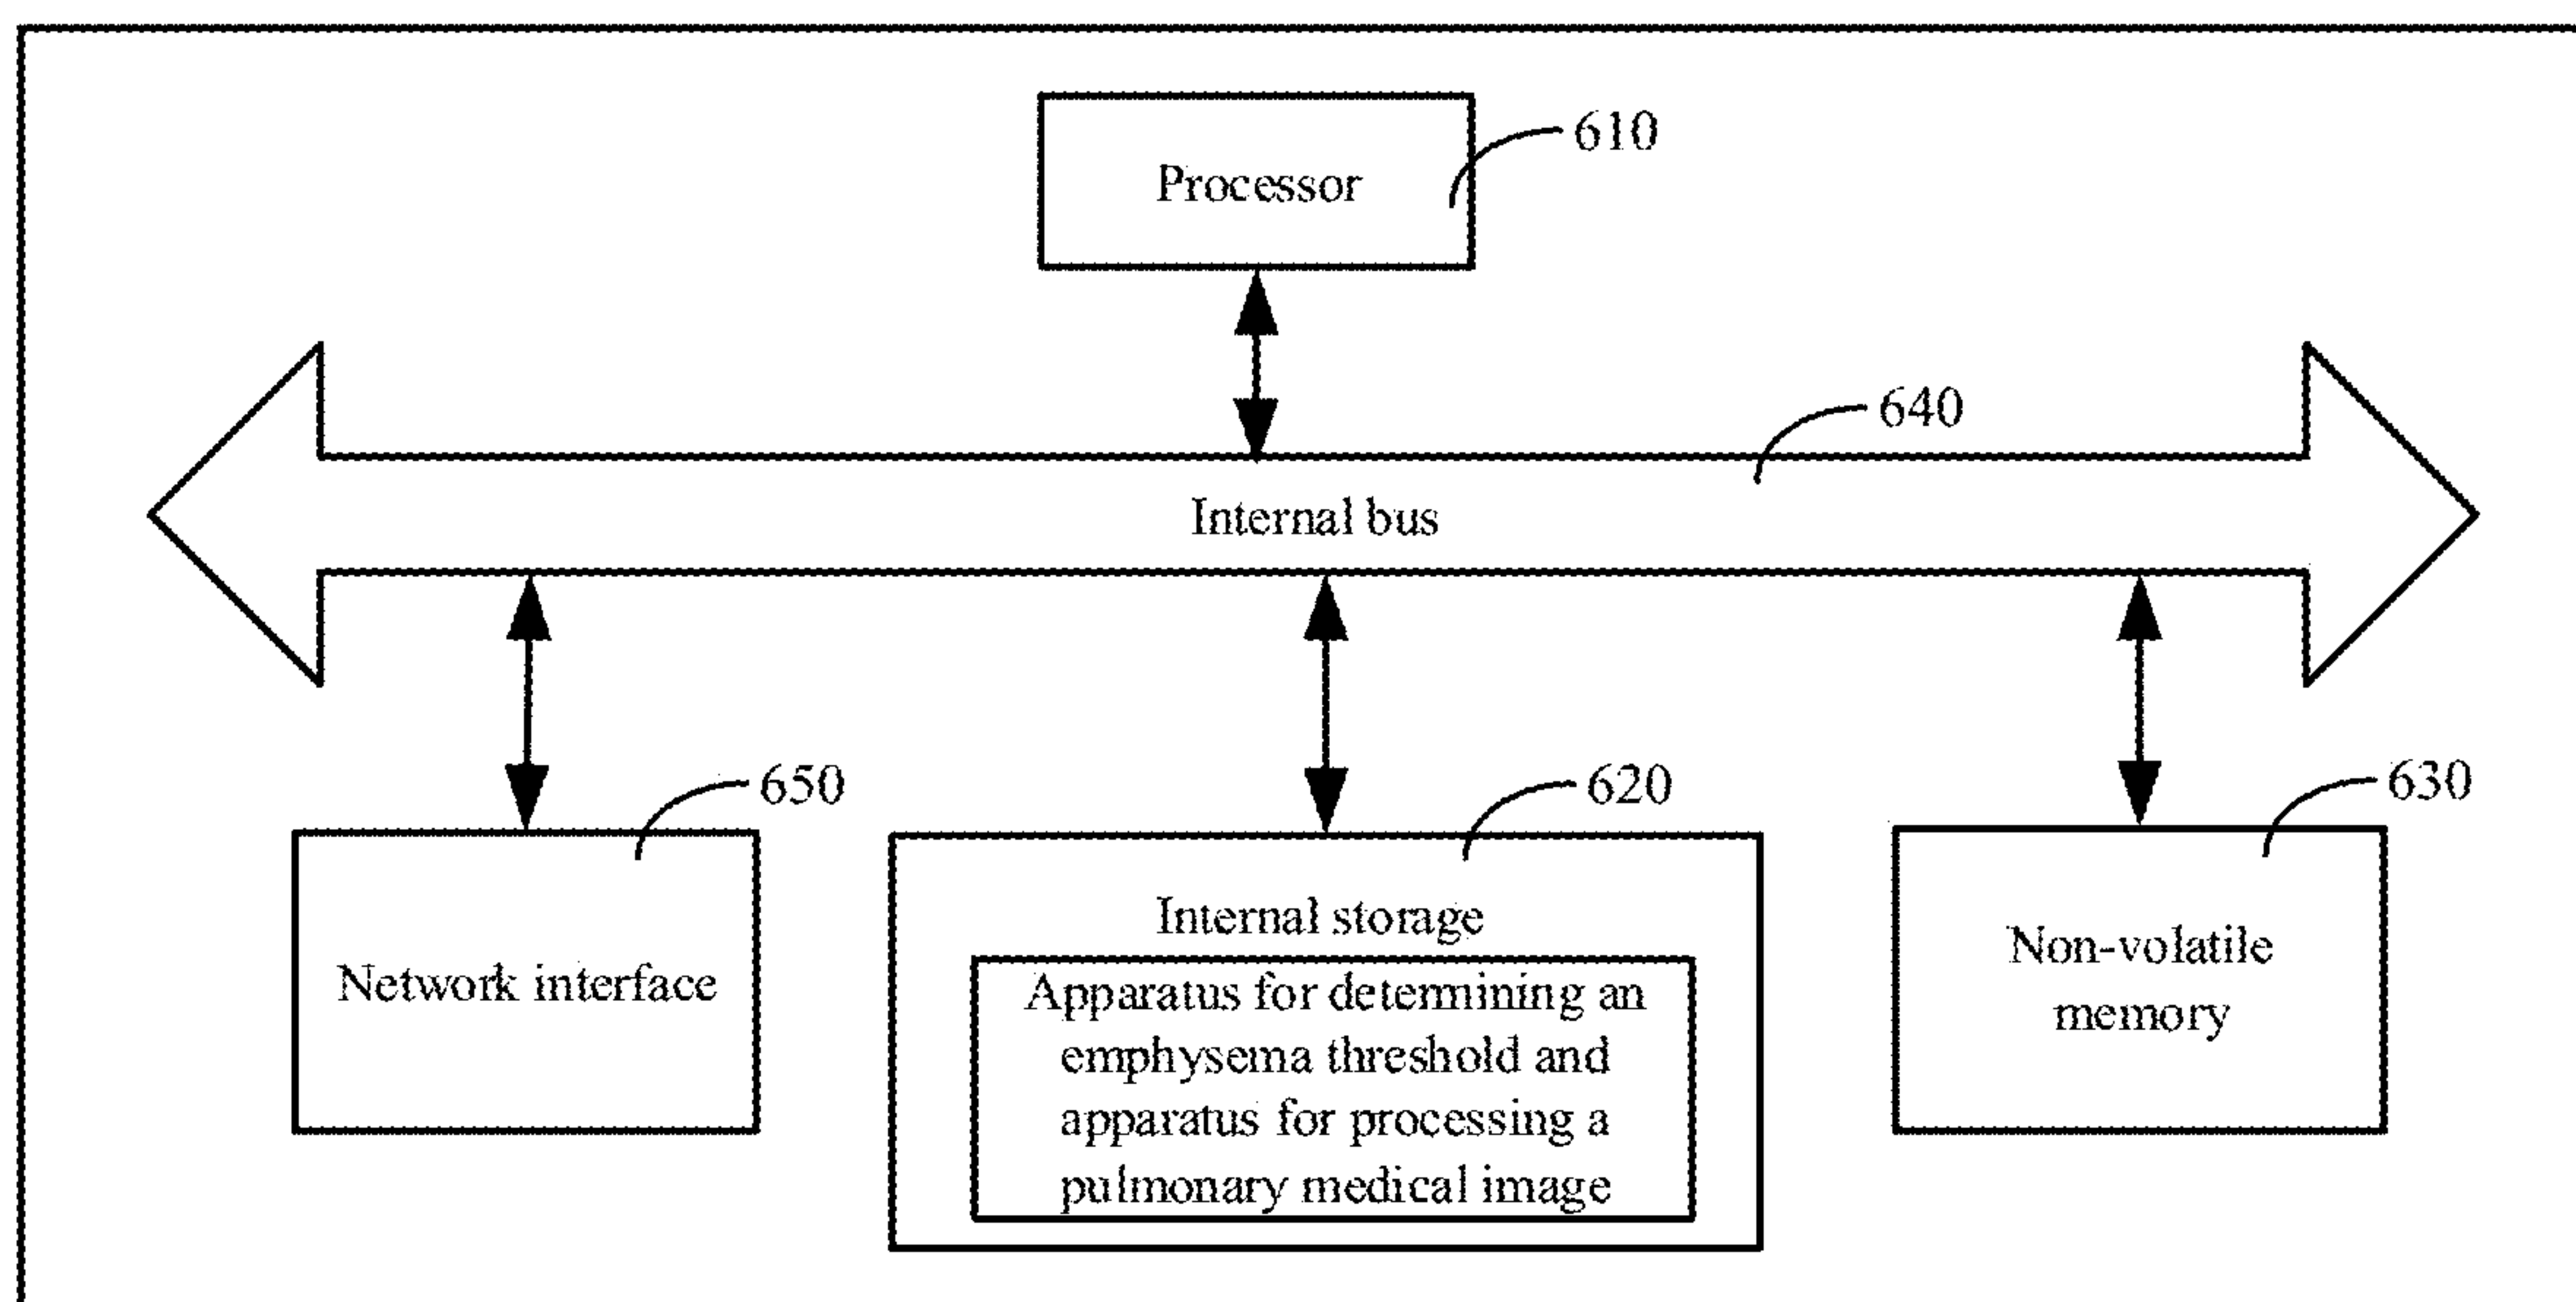 610
Processor
640
Internal bus
650
620
630
Internal storage
Network interface
Apparatus for determining an
emphysema threshold and
apparatus for processing a
pulmonary medical image
Non-volatile
memory